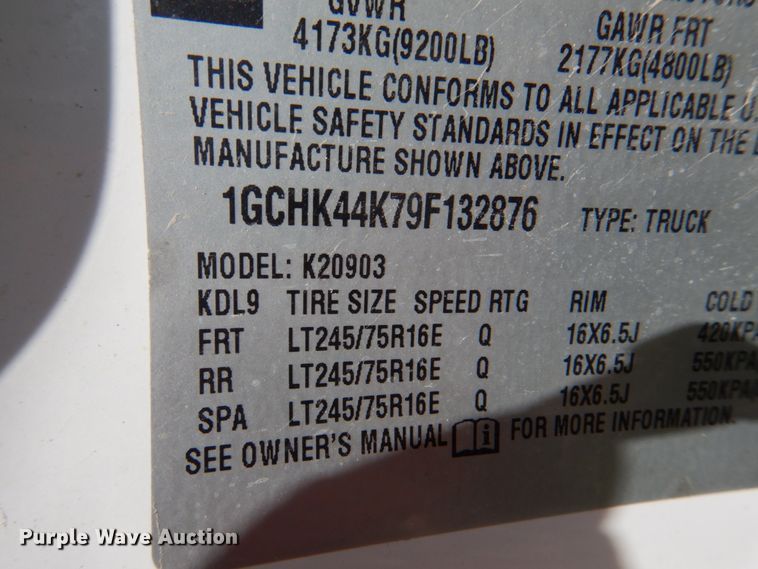 GVWR
GAWR FRT
4173KG(9200LB)
2177KG(4800LB)
THIS VEHICLE CONFORMS TO ALL APPLICABLE U.
VEHICLE SAFETY STANDARDS IN EFFECT ON THE
MANUFACTURE SHOWN ABOVE.
1GCHK44K79F132876 TYPE: TRUCK
MODEL: K20903
KDL9 TIRE SIZE SPEED RTG RIM COLD
FRT LT245/75R16E Q 16X6.5J 420KPA
RR LT245/75R16E Q 16X6.5J 550KPA
SPA LT245/75R16E Q 16X6.5J 550KPA
SEE OWNER'S MANUAL i FOR MORE INFORMATION.
Purple Wave Auction